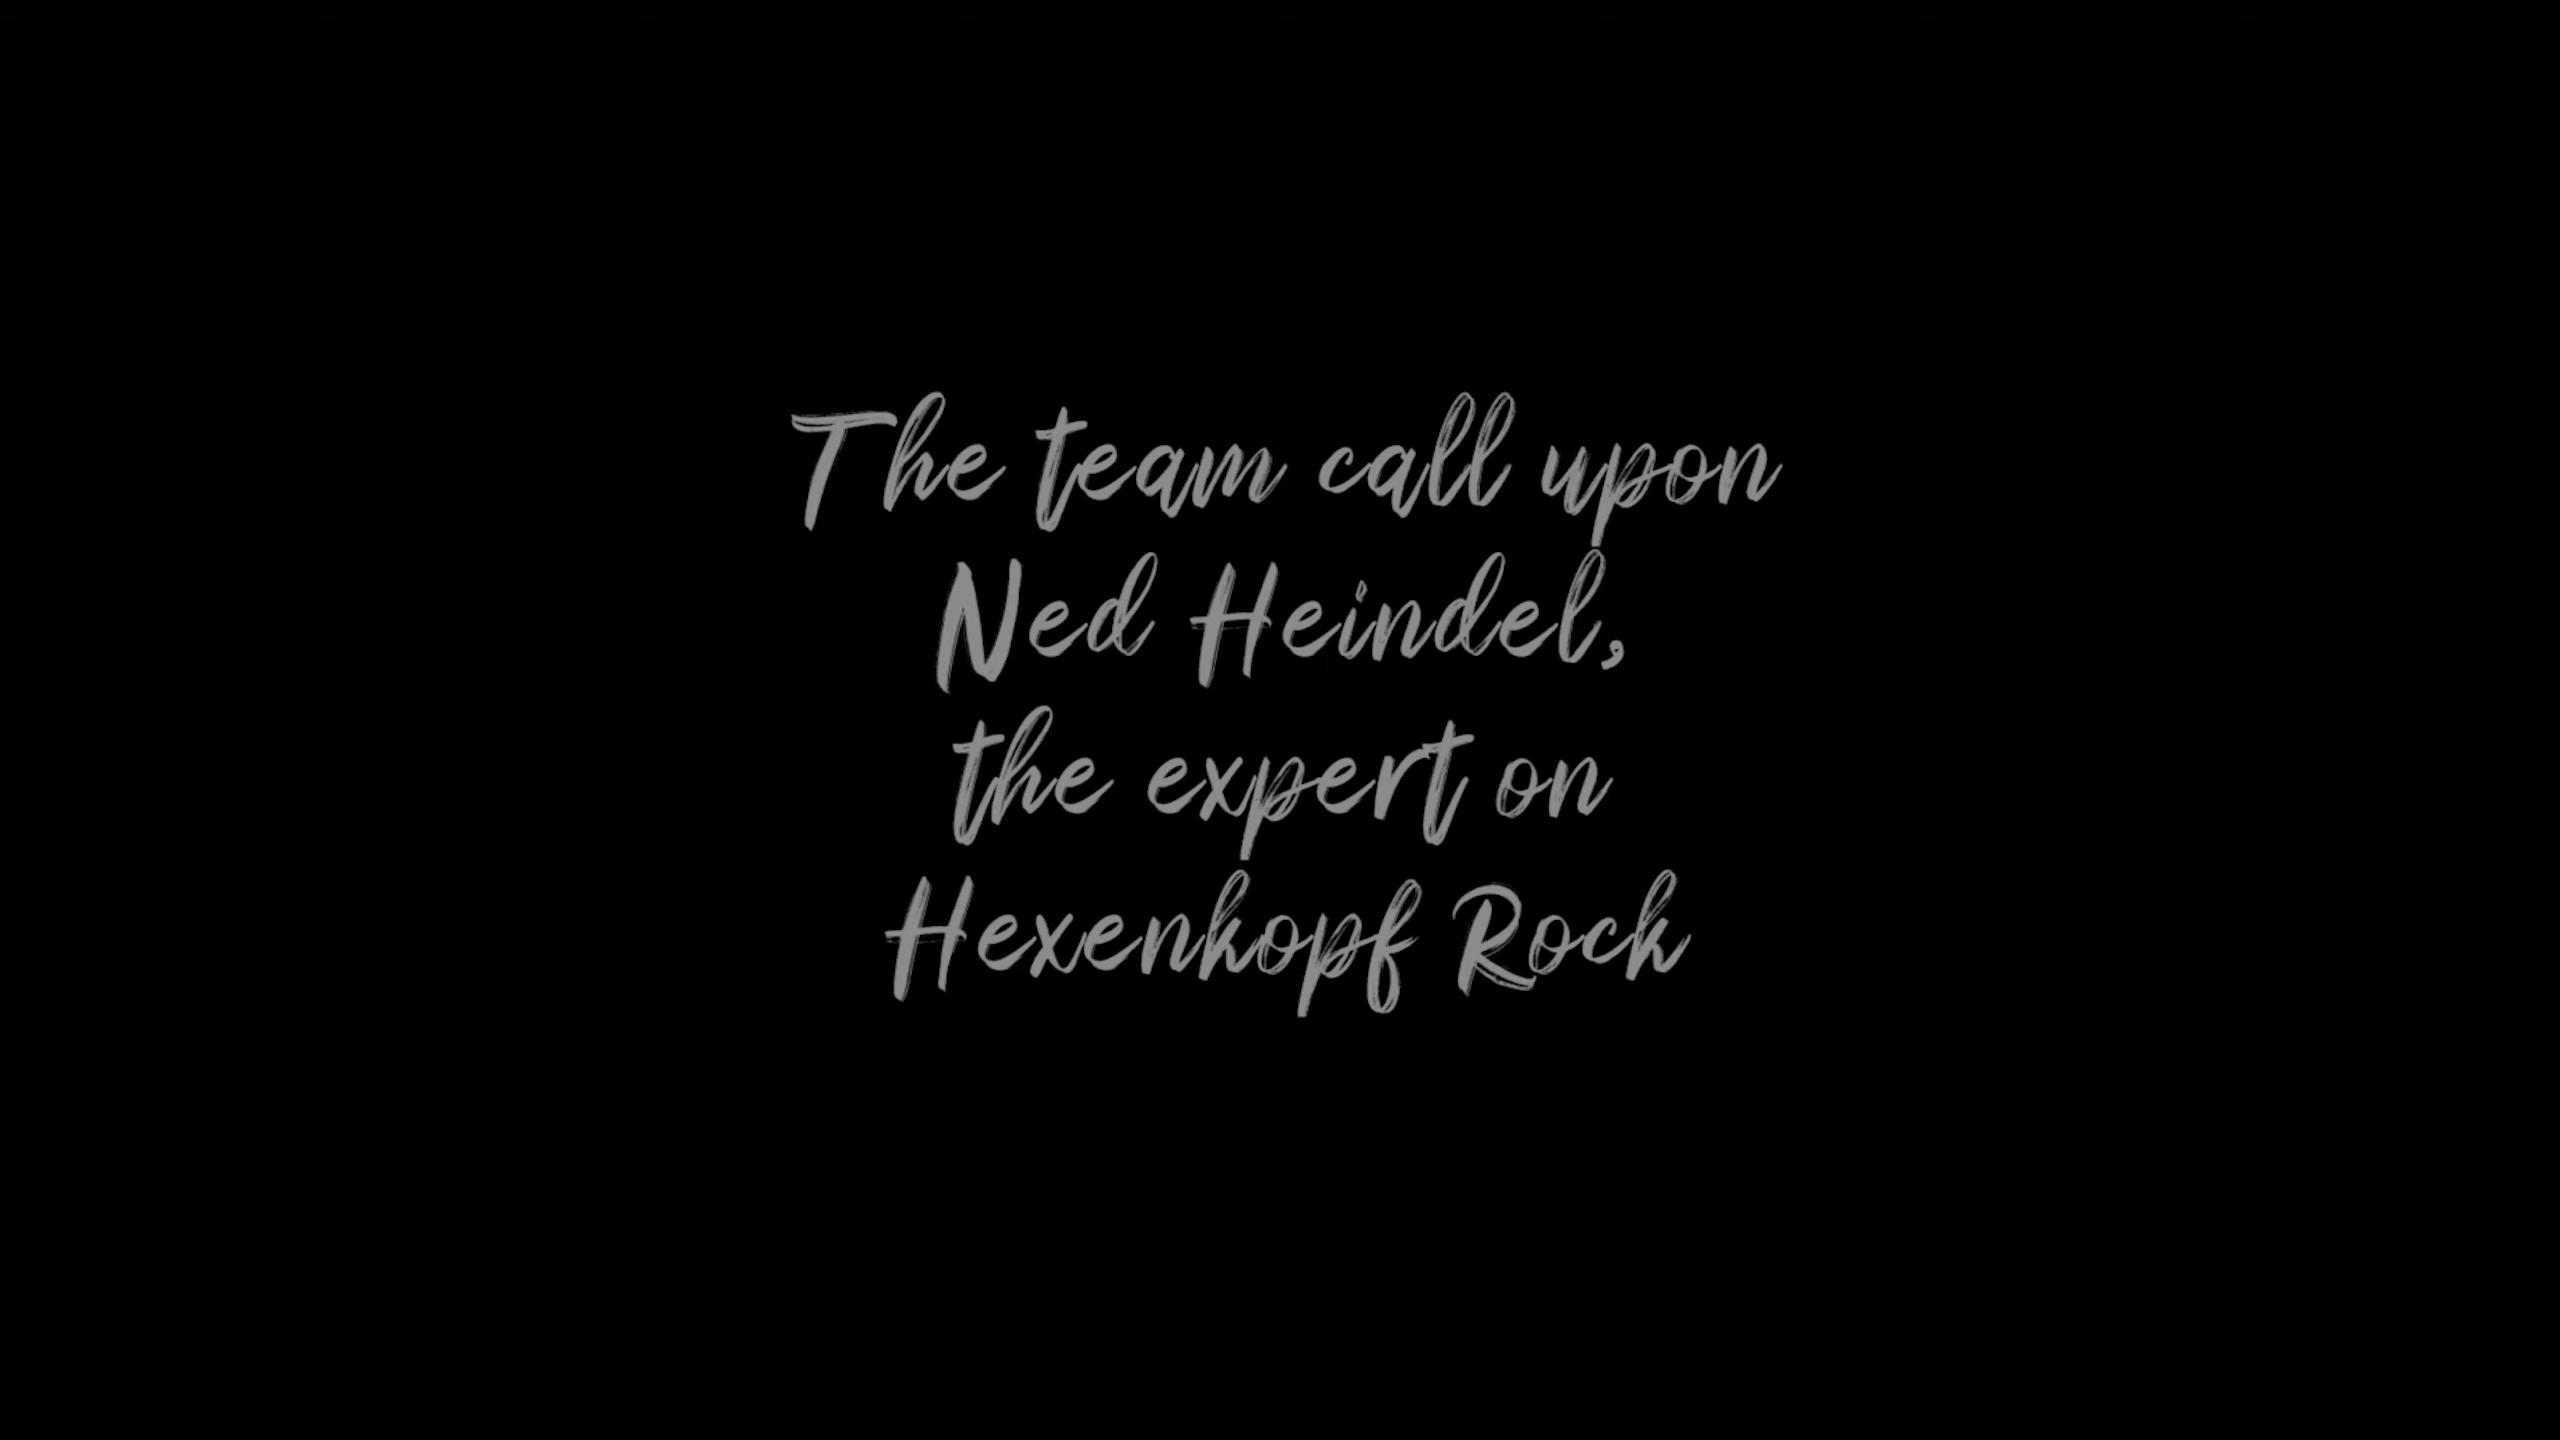 The team call upon
Ned Heindel,
the expert on
Hexenkopf Rock